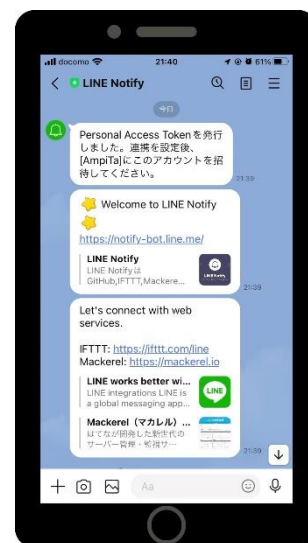 docomo 21:40 61%
LINE Notify
今日
Personal Access Tokenを発行
しました。連携を設定後、
[AmpiTa]にこのアカウントを招
待してください。
21:39
Welcome to LINE Notify
https://notify-bot.line.me/
LINE Notify
LINE Notifyは
GitHub,IFTTT,Mackere...
LINE Notify
21:39
Let's connect with web
services.
IFTTT: https://ifttt.com/line
Mackerel: https://mackerel.io
LINE works better wi...
LINE integrations LINE is
a global messaging app...
LINE
Mackerel（マカレル）...
はてなが開発した新世代の
サーバー管理・監視サ…
21:39
Aa